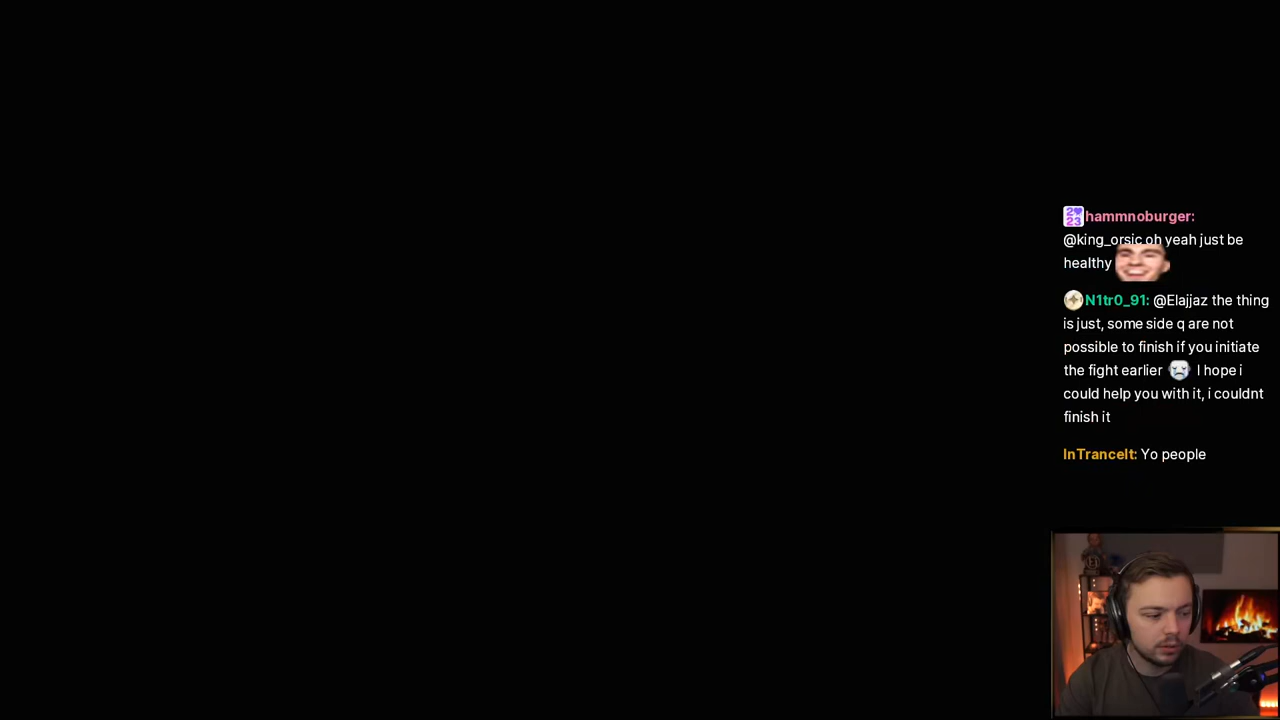 2
23
hammnoburger:
@king_orsic oh yeah just be
healthy
N1tr0_91: @Elajjaz the thing
is just, some side q are not
possible to finish if you initiate
the fight earlier I hope i
could help you with it, i couldnt
finish it
InTranceIt: Yo people